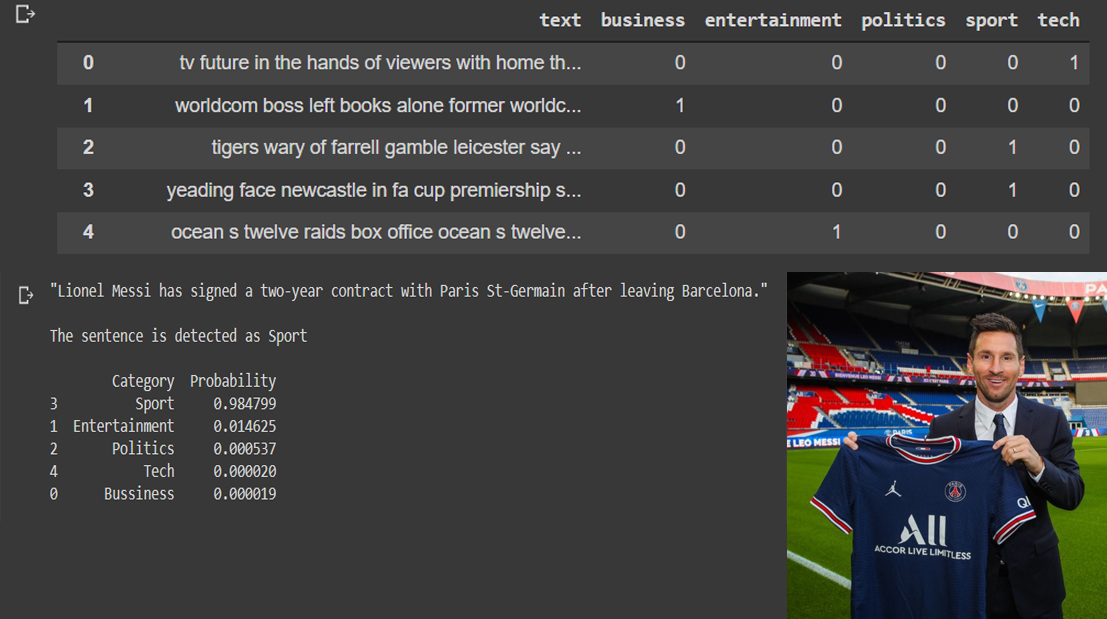 text business entertainment politics sport tech
0 tv future in the hands of viewers with home th... 0 0 0 0 1
1 worldcom boss left books alone former worldc... 1 0 0 0 0
2 tigers wary of farrell gamble leicester say ... 0 0 0 1 0
3 yeading face newcastle in fa cup premiership s... 0 0 0 1 0
4 ocean s twelve raids box office ocean s twelve... 0 1 0 0 0
"Lionel Messi has signed a two-year contract with Paris St-Germain after leaving Barcelona."
The sentence is detected as Sport
Category Probability
3 Sport 0.984799
1 Entertainment 0.014625
2 Politics 0.000537
4 Tech 0.000020
0 Bussiness 0.000019
PA
PARIS
LEO MESSI
PARIS
All
ACCOR LIVE LIMITLESS